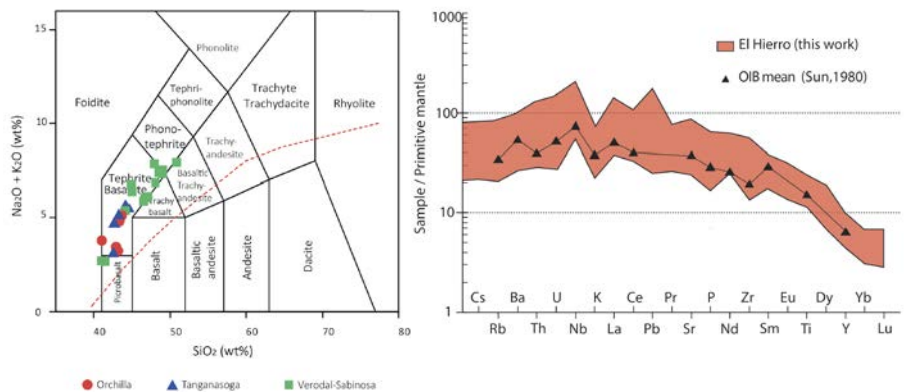 15
10
5
0
Na2O + K2O (wt%)
Phonolite
Foidite
Tephri-
phonolite
Trachyte
Trachydacite
Rhyolite
Phono-
tephrite
Trachy-
andesite
Tephrite
Basanite
Basaltic
Trachy-
andesite
Trachy
basalt
Picrobasalt
Basalt
Basaltic
andesite
Andesite
Dacite
40 50 60 70 80
SiO2 (wt%)
Orchilla Tanganasoga Verodal-Sabinosa
1000
100
10
1
Sample / Primitive mantle
El Hierro (this work)
OIB mean (Sun,1980)
Cs Ba U K Ce Pr P Zr Eu Dy Yb
Rb Th Nb La Pb Sr Nd Sm Ti Y Lu